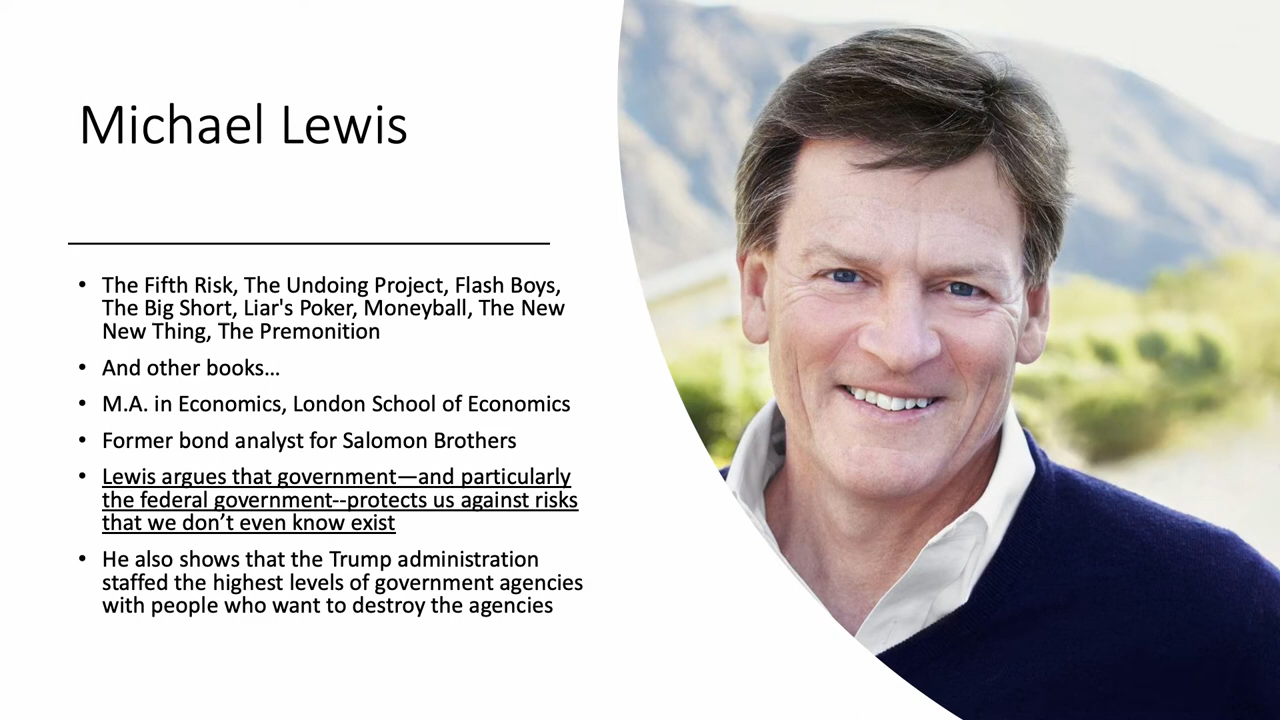 Michael Lewis
• The Fifth Risk, The Undoing Project, Flash Boys,
The Big Short, Liar's Poker, Moneyball, The New
New Thing, The Premonition
• And other books…
• M.A. in Economics, London School of Economics
• Former bond analyst for Salomon Brothers
• Lewis argues that government—and particularly
the federal government--protects us against risks
that we don’t even know exist
• He also shows that the Trump administration
staffed the highest levels of government agencies
with people who want to destroy the agencies